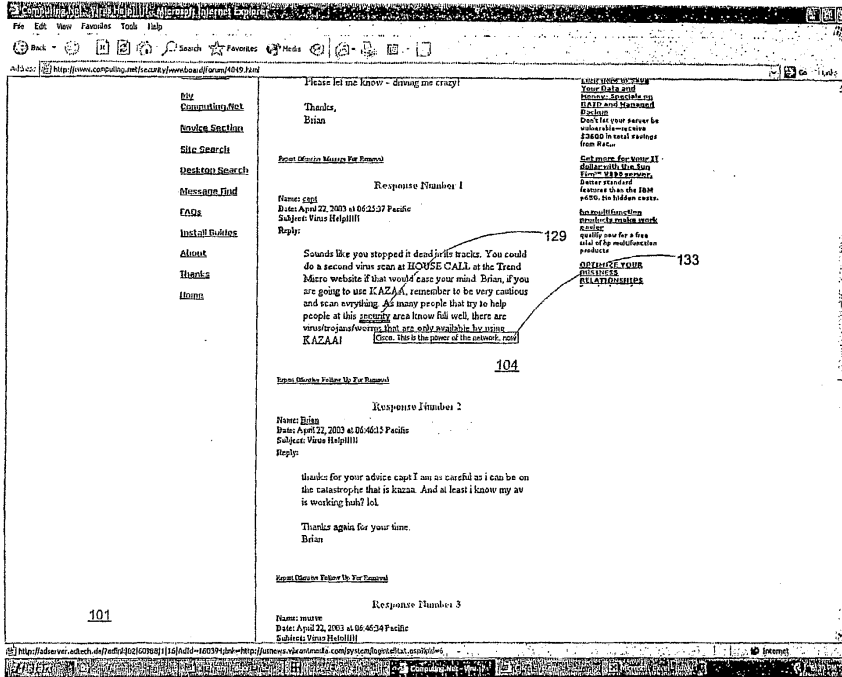 File Edit View Favorites Tools Help
Back Search Favorites Media
Address http://www.computing.net/security/wwwboard/forum/4049.html Go Links
My
Computing.Net
Novice Section
Site Search
Desktop Search
Message Find
FAQs
Install Guides
About
Thanks
Home
101
Please let me know - driving me crazy!
Thanks,
Brian
Report Offensive Message For Removal
Response Number 1
Name: capt
Date: April 22, 2003 at 06:25:37 Pacific
Subject: Virus Help!!!!!
Reply:
Sounds like you stopped it dead in its tracks. You could
do a second virus scan at HOUSE CALL at the Trend
Micro website if that would ease your mind. Brian, if you
are going to use KAZAA, remember to be very cautious
and scan evrything. As many people that try to help
people at this security area know full well, there are
virus/trojans/worms that are only available by using
KAZAA!
Cisco. This is the power of the network, now
129
133
104
Report Offensive Follow Up For Removal
Response Number 2
Name: Brian
Date: April 22, 2003 at 06:46:15 Pacific
Subject: Virus Help!!!!!
Reply:
thanks for your advice capt I am as careful as i can be on
the catastrophe that is kazaa. And at least i know my av
is working huh? lol.
Thanks again for your time.
Brian
Report Offensive Follow Up For Removal
Response Number 3
Name:
Date: April 22, 2003 at 06:46:34 Pacific
Subject: Virus Help!!!!!
Your Data and
Money: Specials on
RAID and Managed
Backup
Don't let your server be
vulnerable—receive
$3600 in total savings
from Rac...
Get more for your IT
dollar with the Sun
Fire™ V880 server.
Better standard
features than the IBM
p650. No hidden costs.
hp multifunction
products make work
easier
qualify now for a free
trial of hp multifunction
products
OPTIMIZE YOUR
BUSINESS
RELATIONSHIPS
Internet